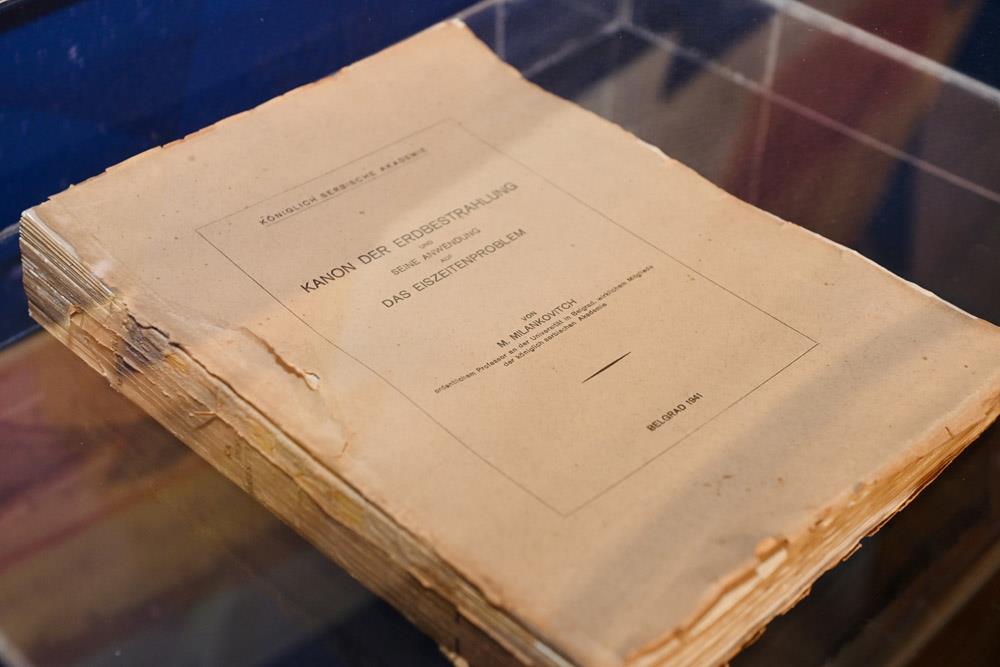 KÖNIGLICH SERBISCHE AKADEMIE
KANON DER ERDBESTRAHLUNG
UND
SEINE ANWENDUNG
AUF
DAS EISZEITENPROBLEM
VON
M. MILANKOVITCH
ordentlichem Professor an der Universität in Belgrad, wirklichem Mitgliede
der königlich serbischen Akademie
BELGRAD 1941